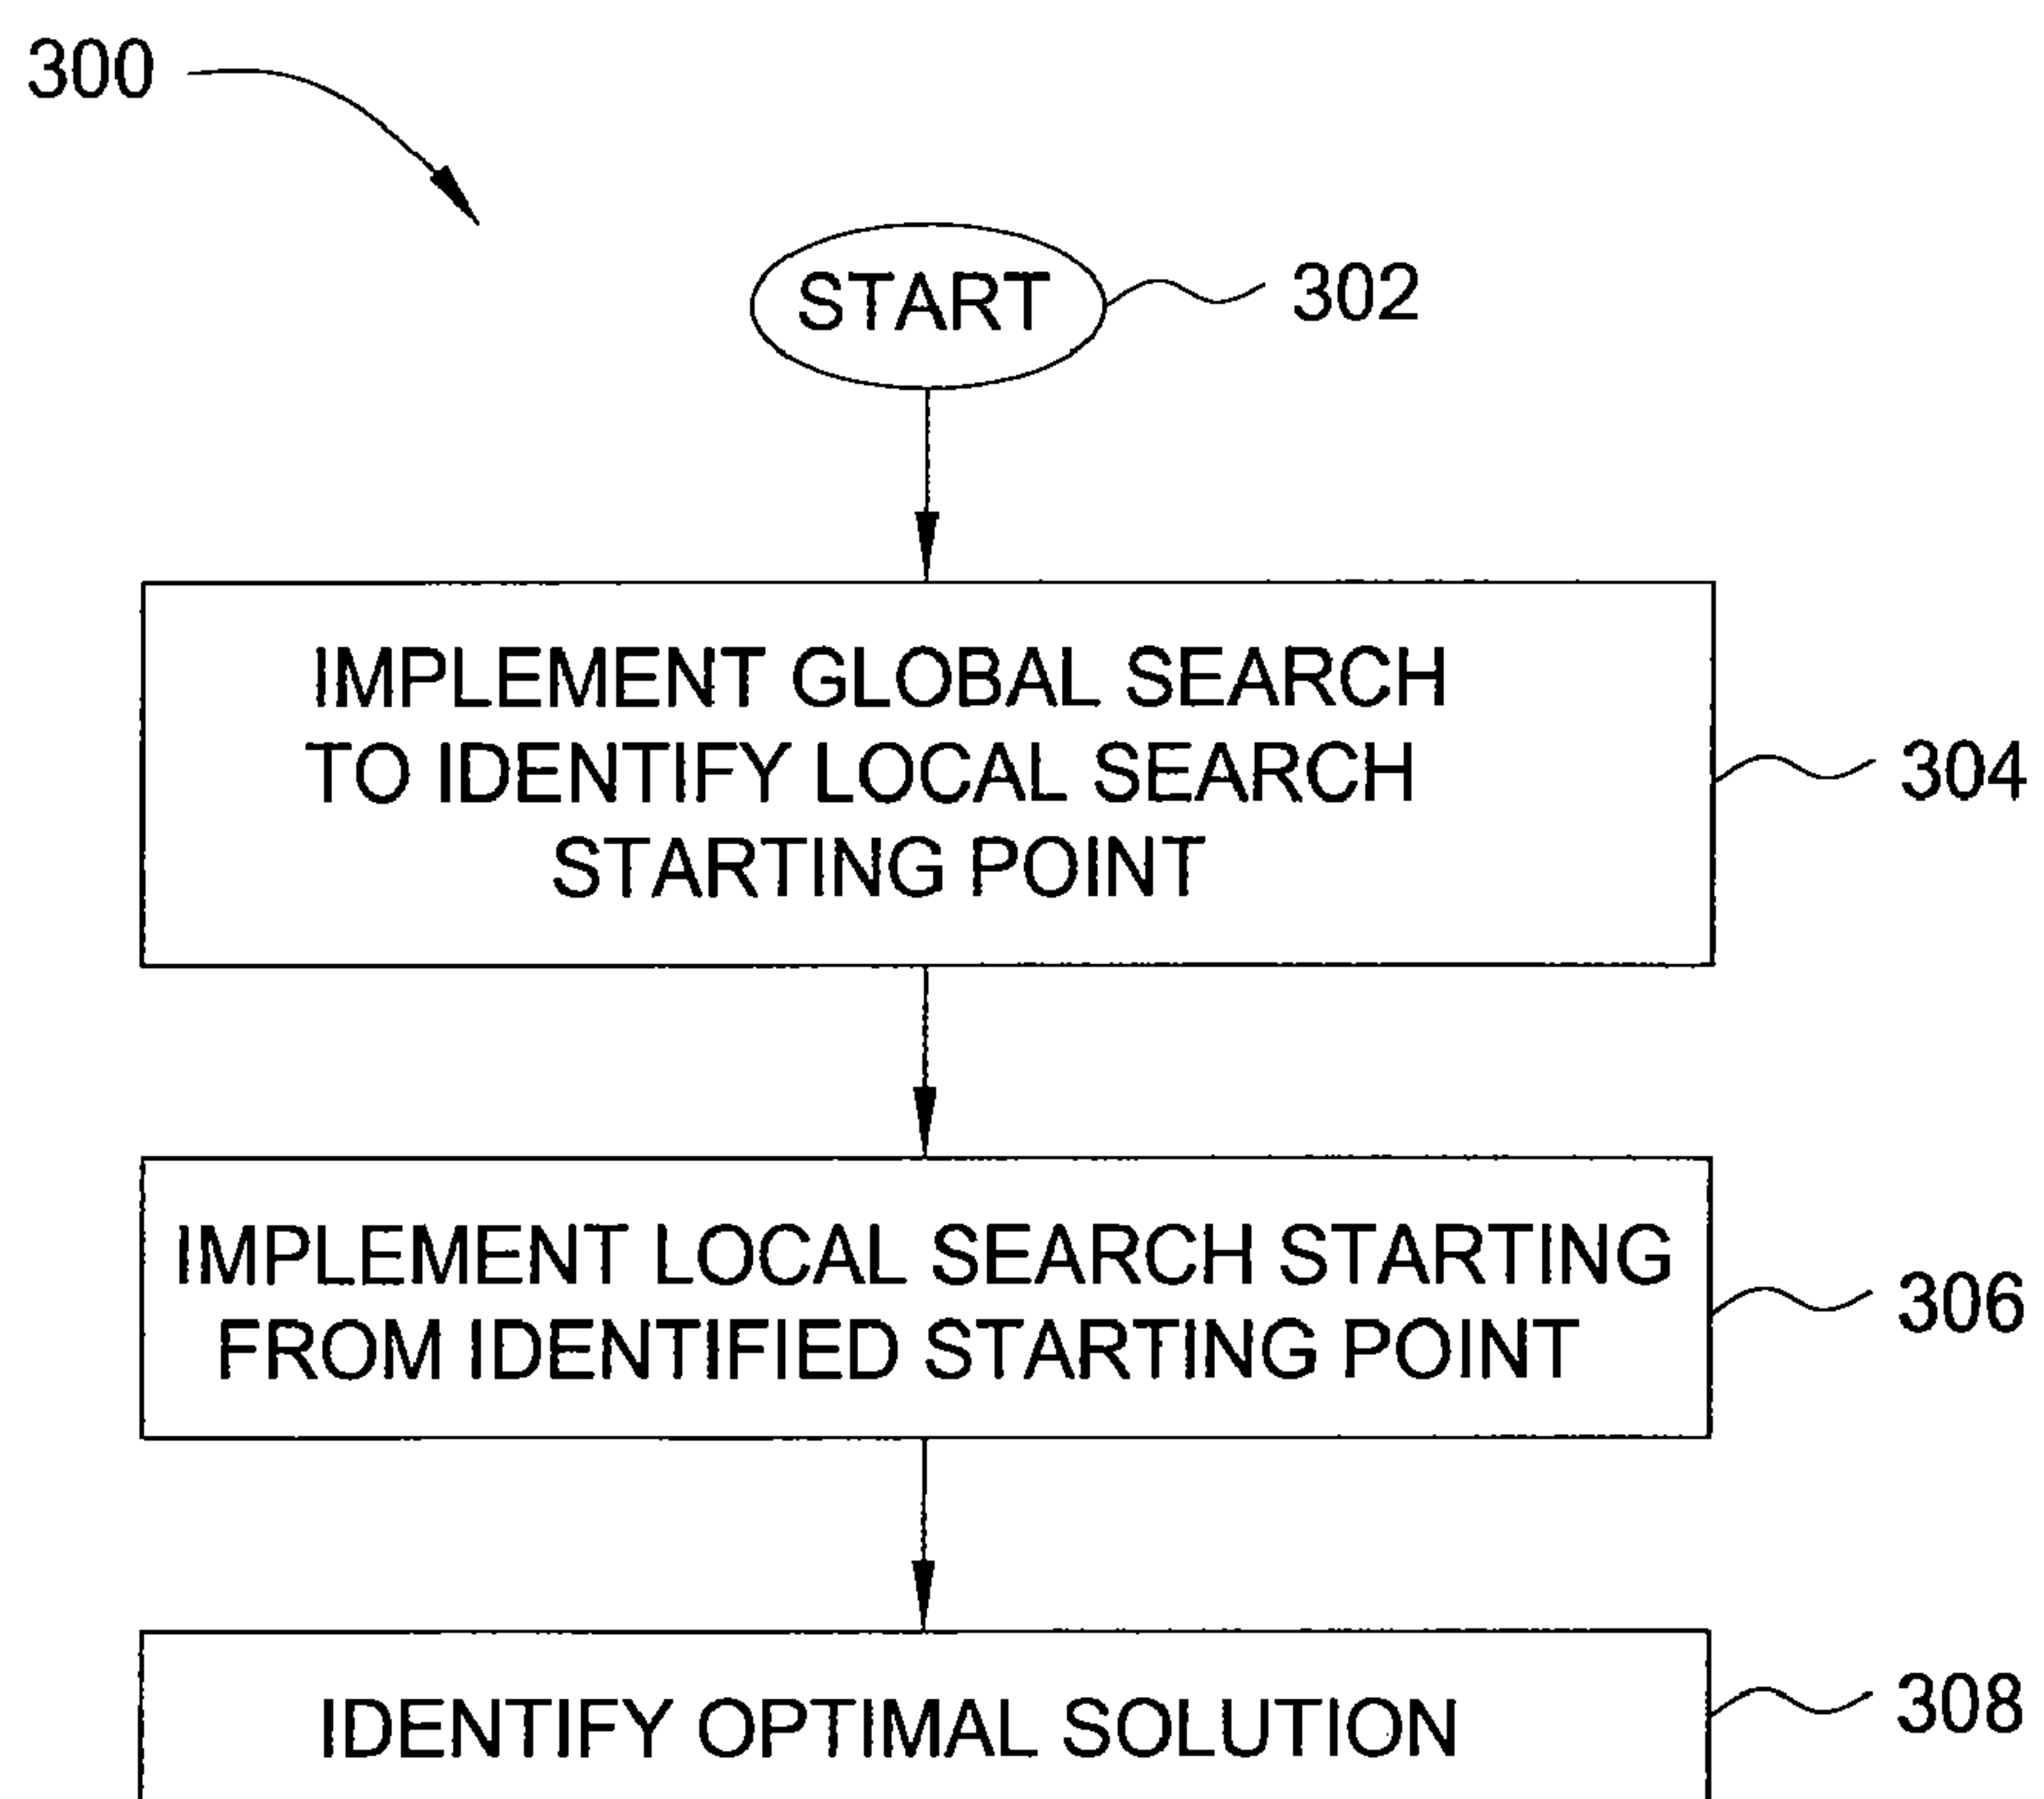 300
START
302
IMPLEMENT GLOBAL SEARCH
TO IDENTIFY LOCAL SEARCH
STARTING POINT
304
IMPLEMENT LOCAL SEARCH STARTING
FROM IDENTIFIED STARTING POINT
306
IDENTIFY OPTIMAL SOLUTION
308